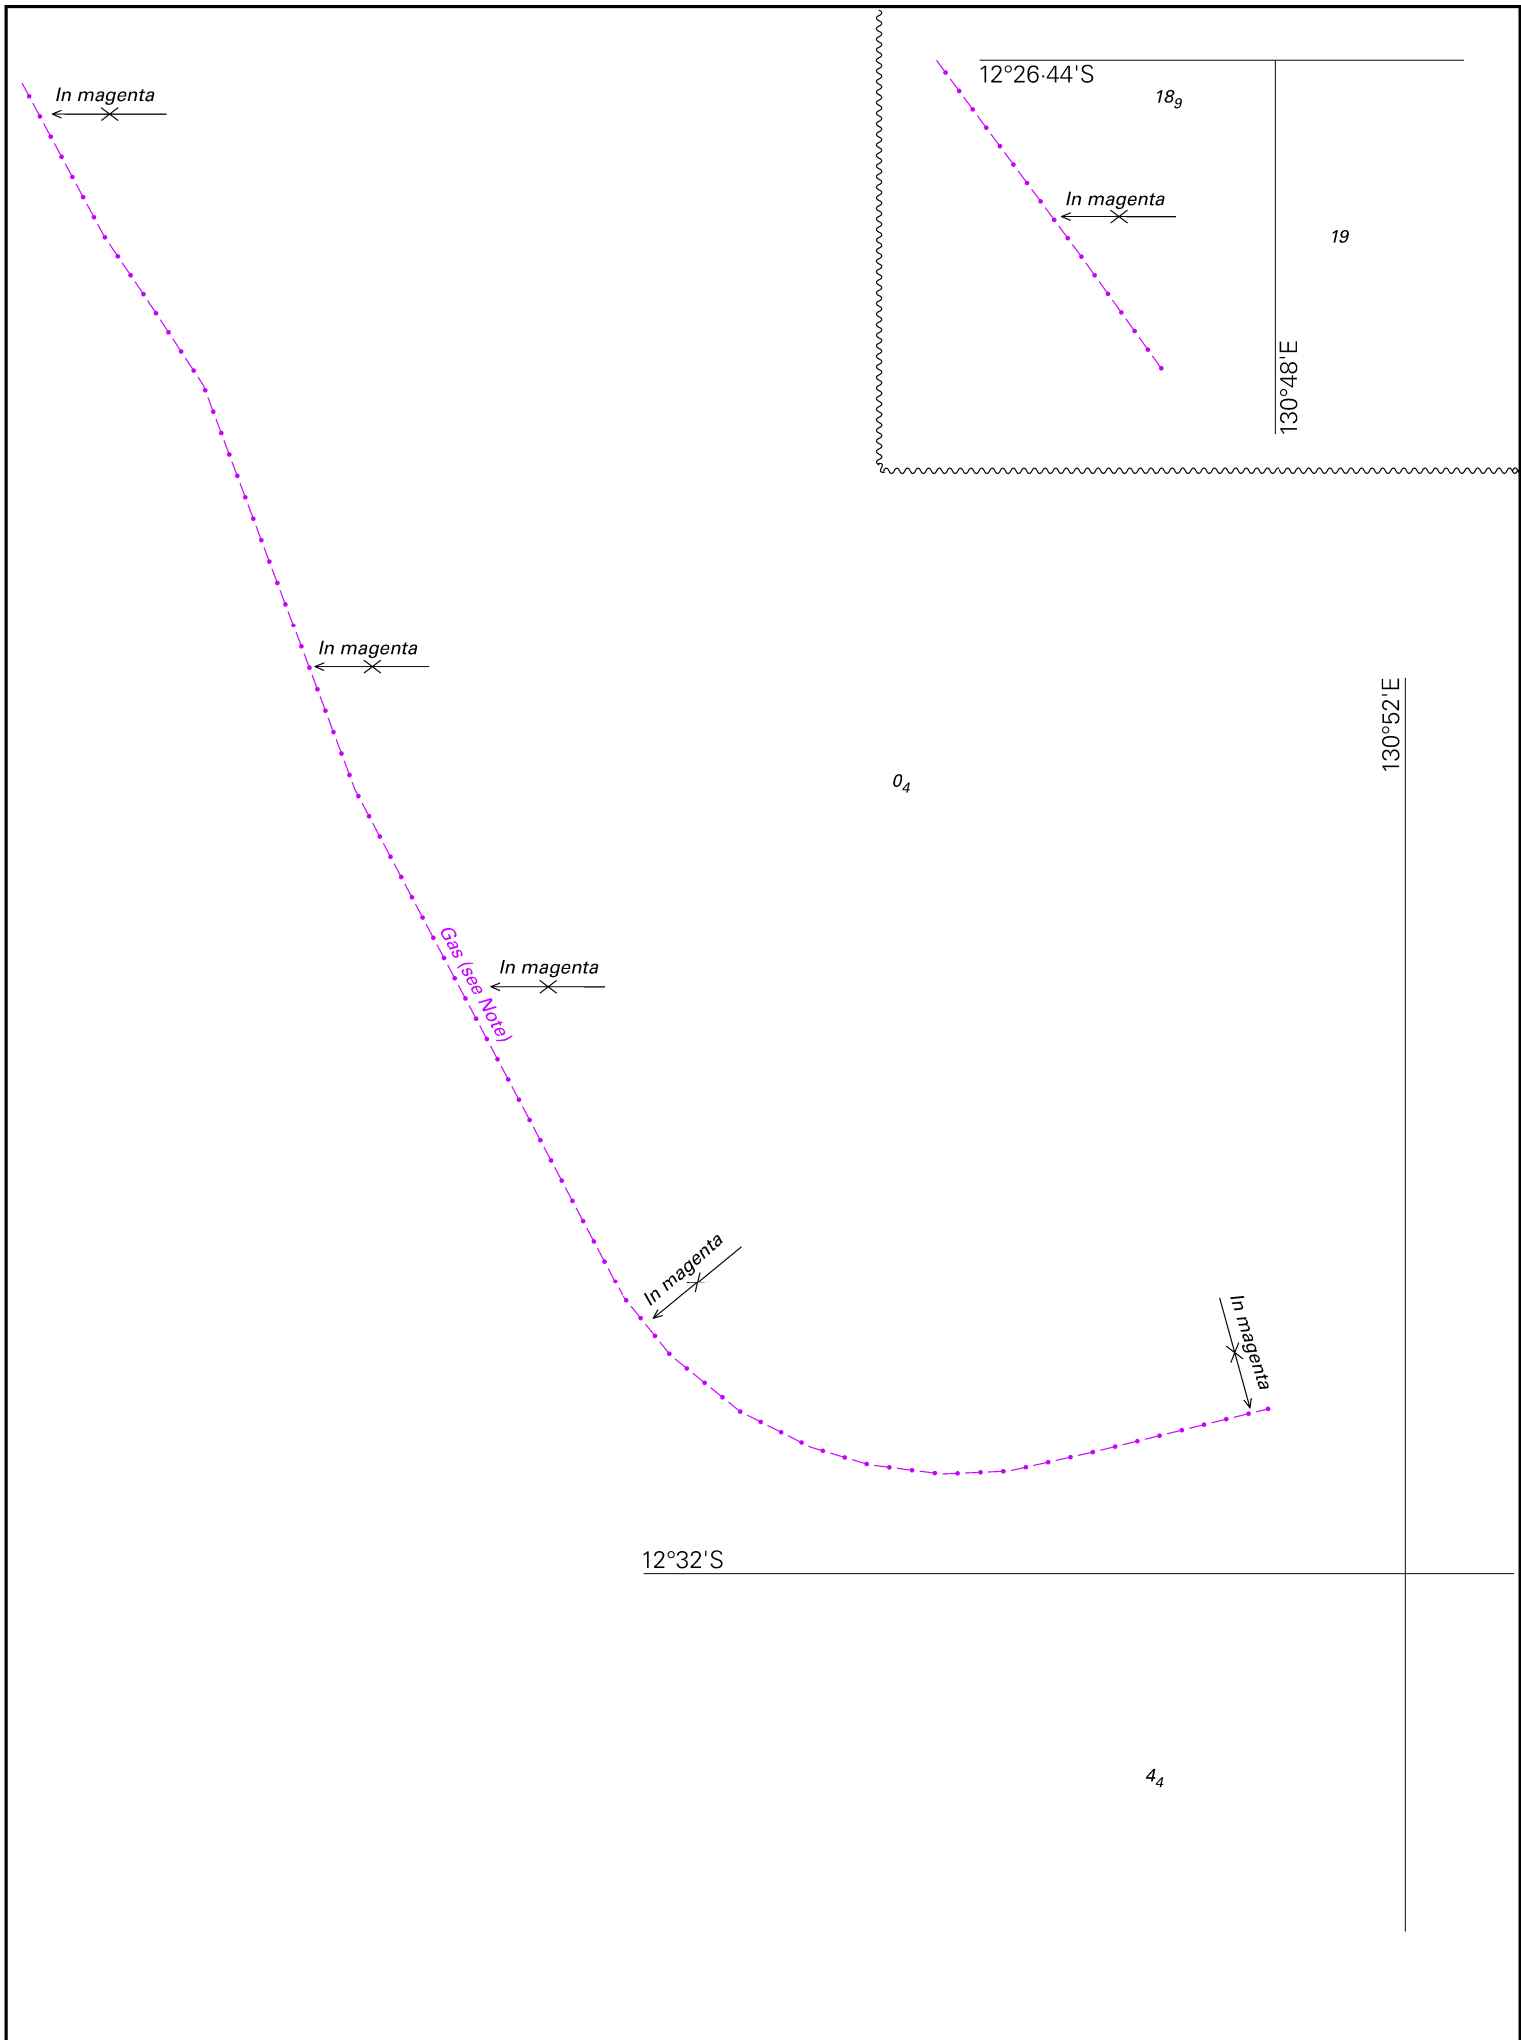 In magenta
12°26·44'S
18₉
In magenta
19
130°48'E
In magenta
130°52'E
0₄
Gas (see Note)
In magenta
In magenta
In magenta
12°32'S
4₄